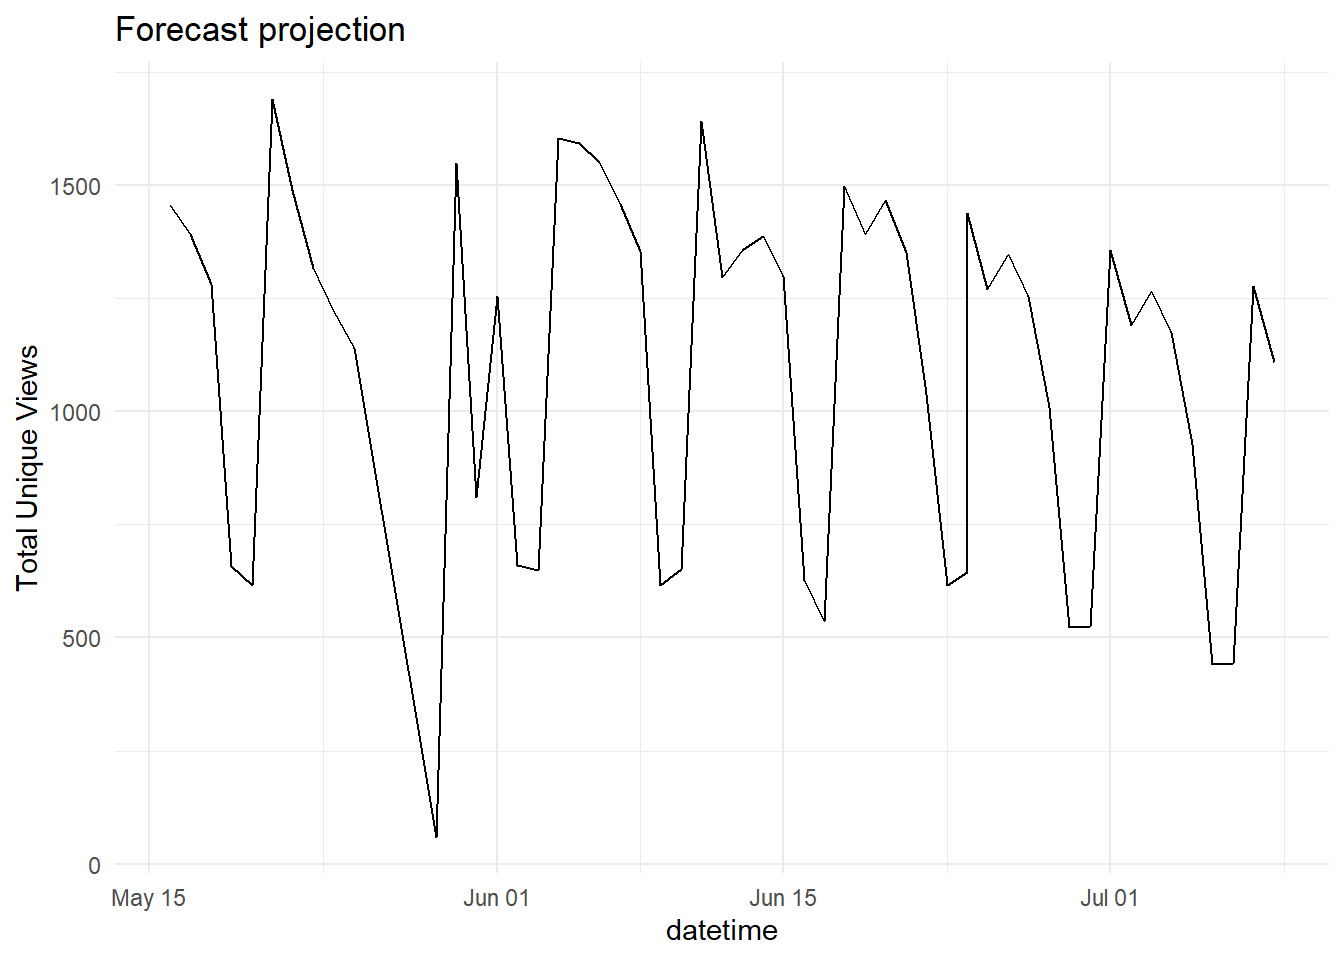 Forecast projection
Total Unique Views
1500
1000
500
0
May 15
Jun 01
Jun 15
Jul 01
datetime